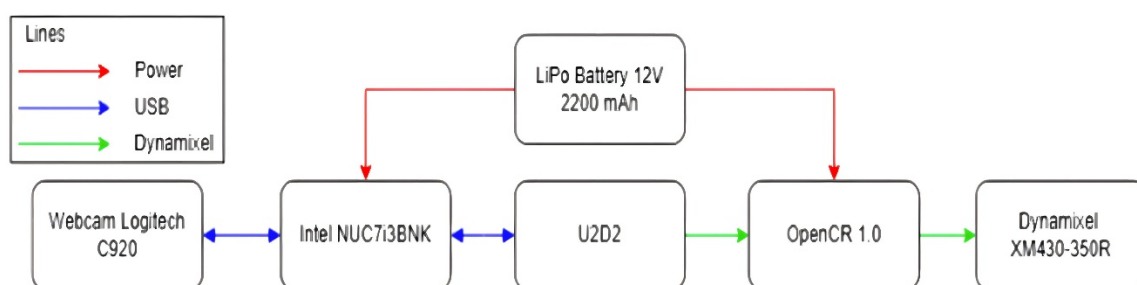 Lines
Power
USB
Dynamixel
LiPo Battery 12V
2200 mAh
Webcam Logitech
C920
Intel NUC7i3BNK
U2D2
OpenCR 1.0
Dynamixel
XM430-350R